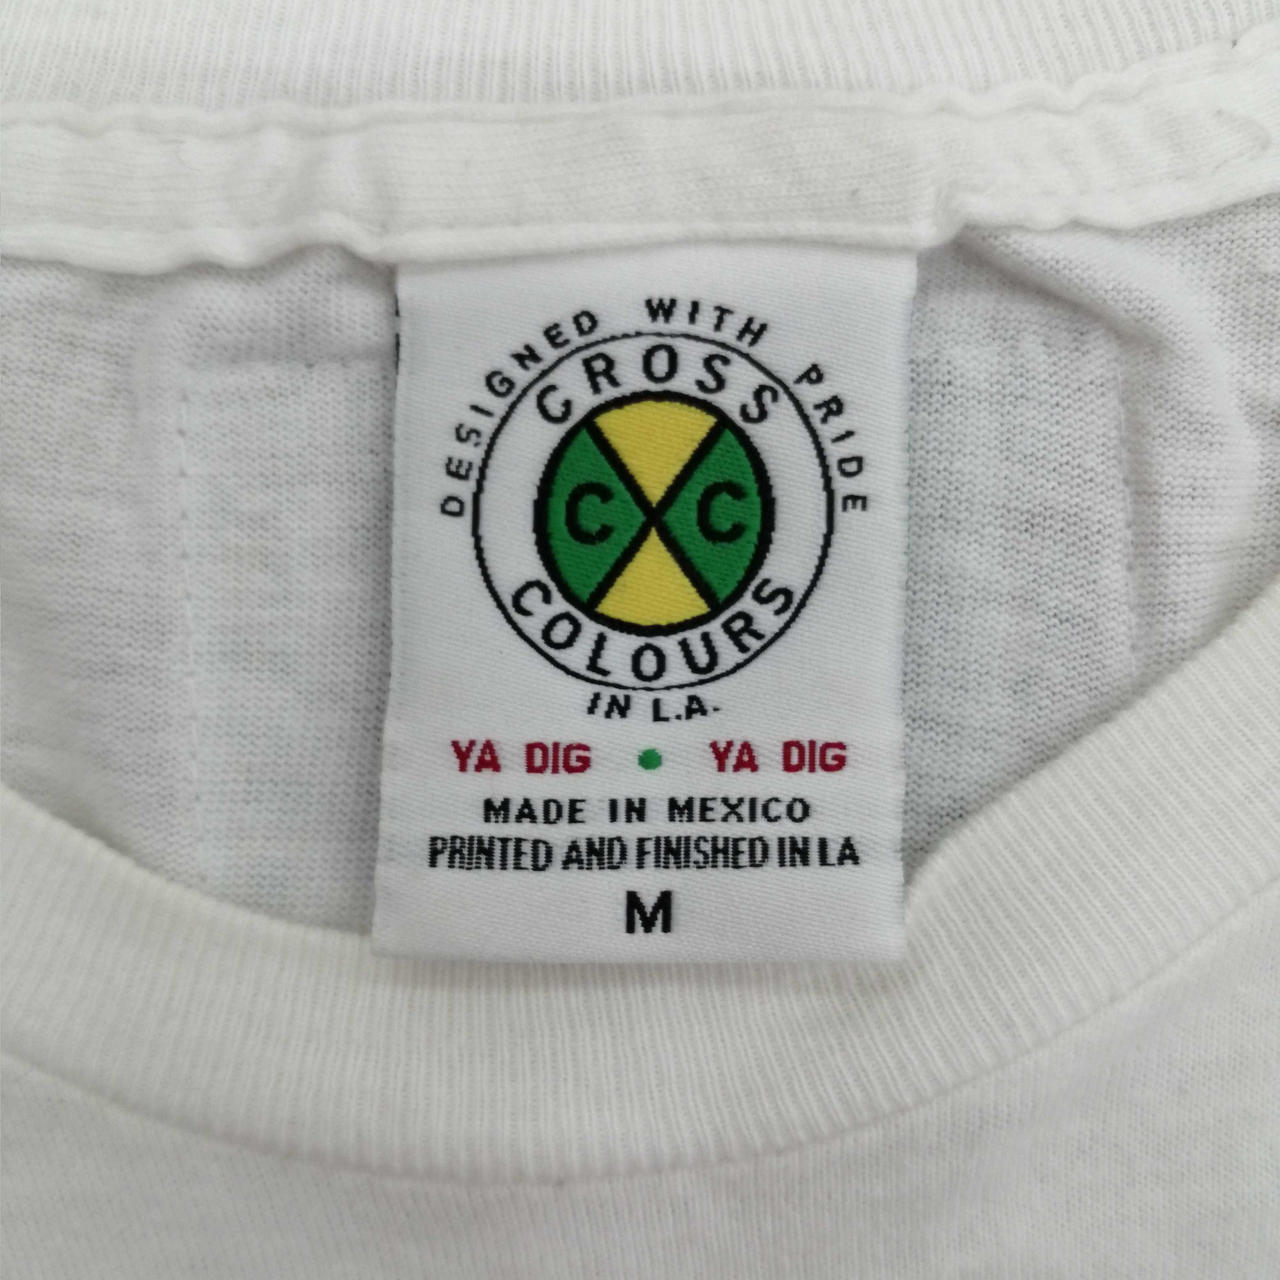 DESIGNED WITH PRIDE
CROSS
C C
COLOURS
IN L.A.
YA DIG • YA DIG
MADE IN MEXICO
PRINTED AND FINISHED IN LA
M